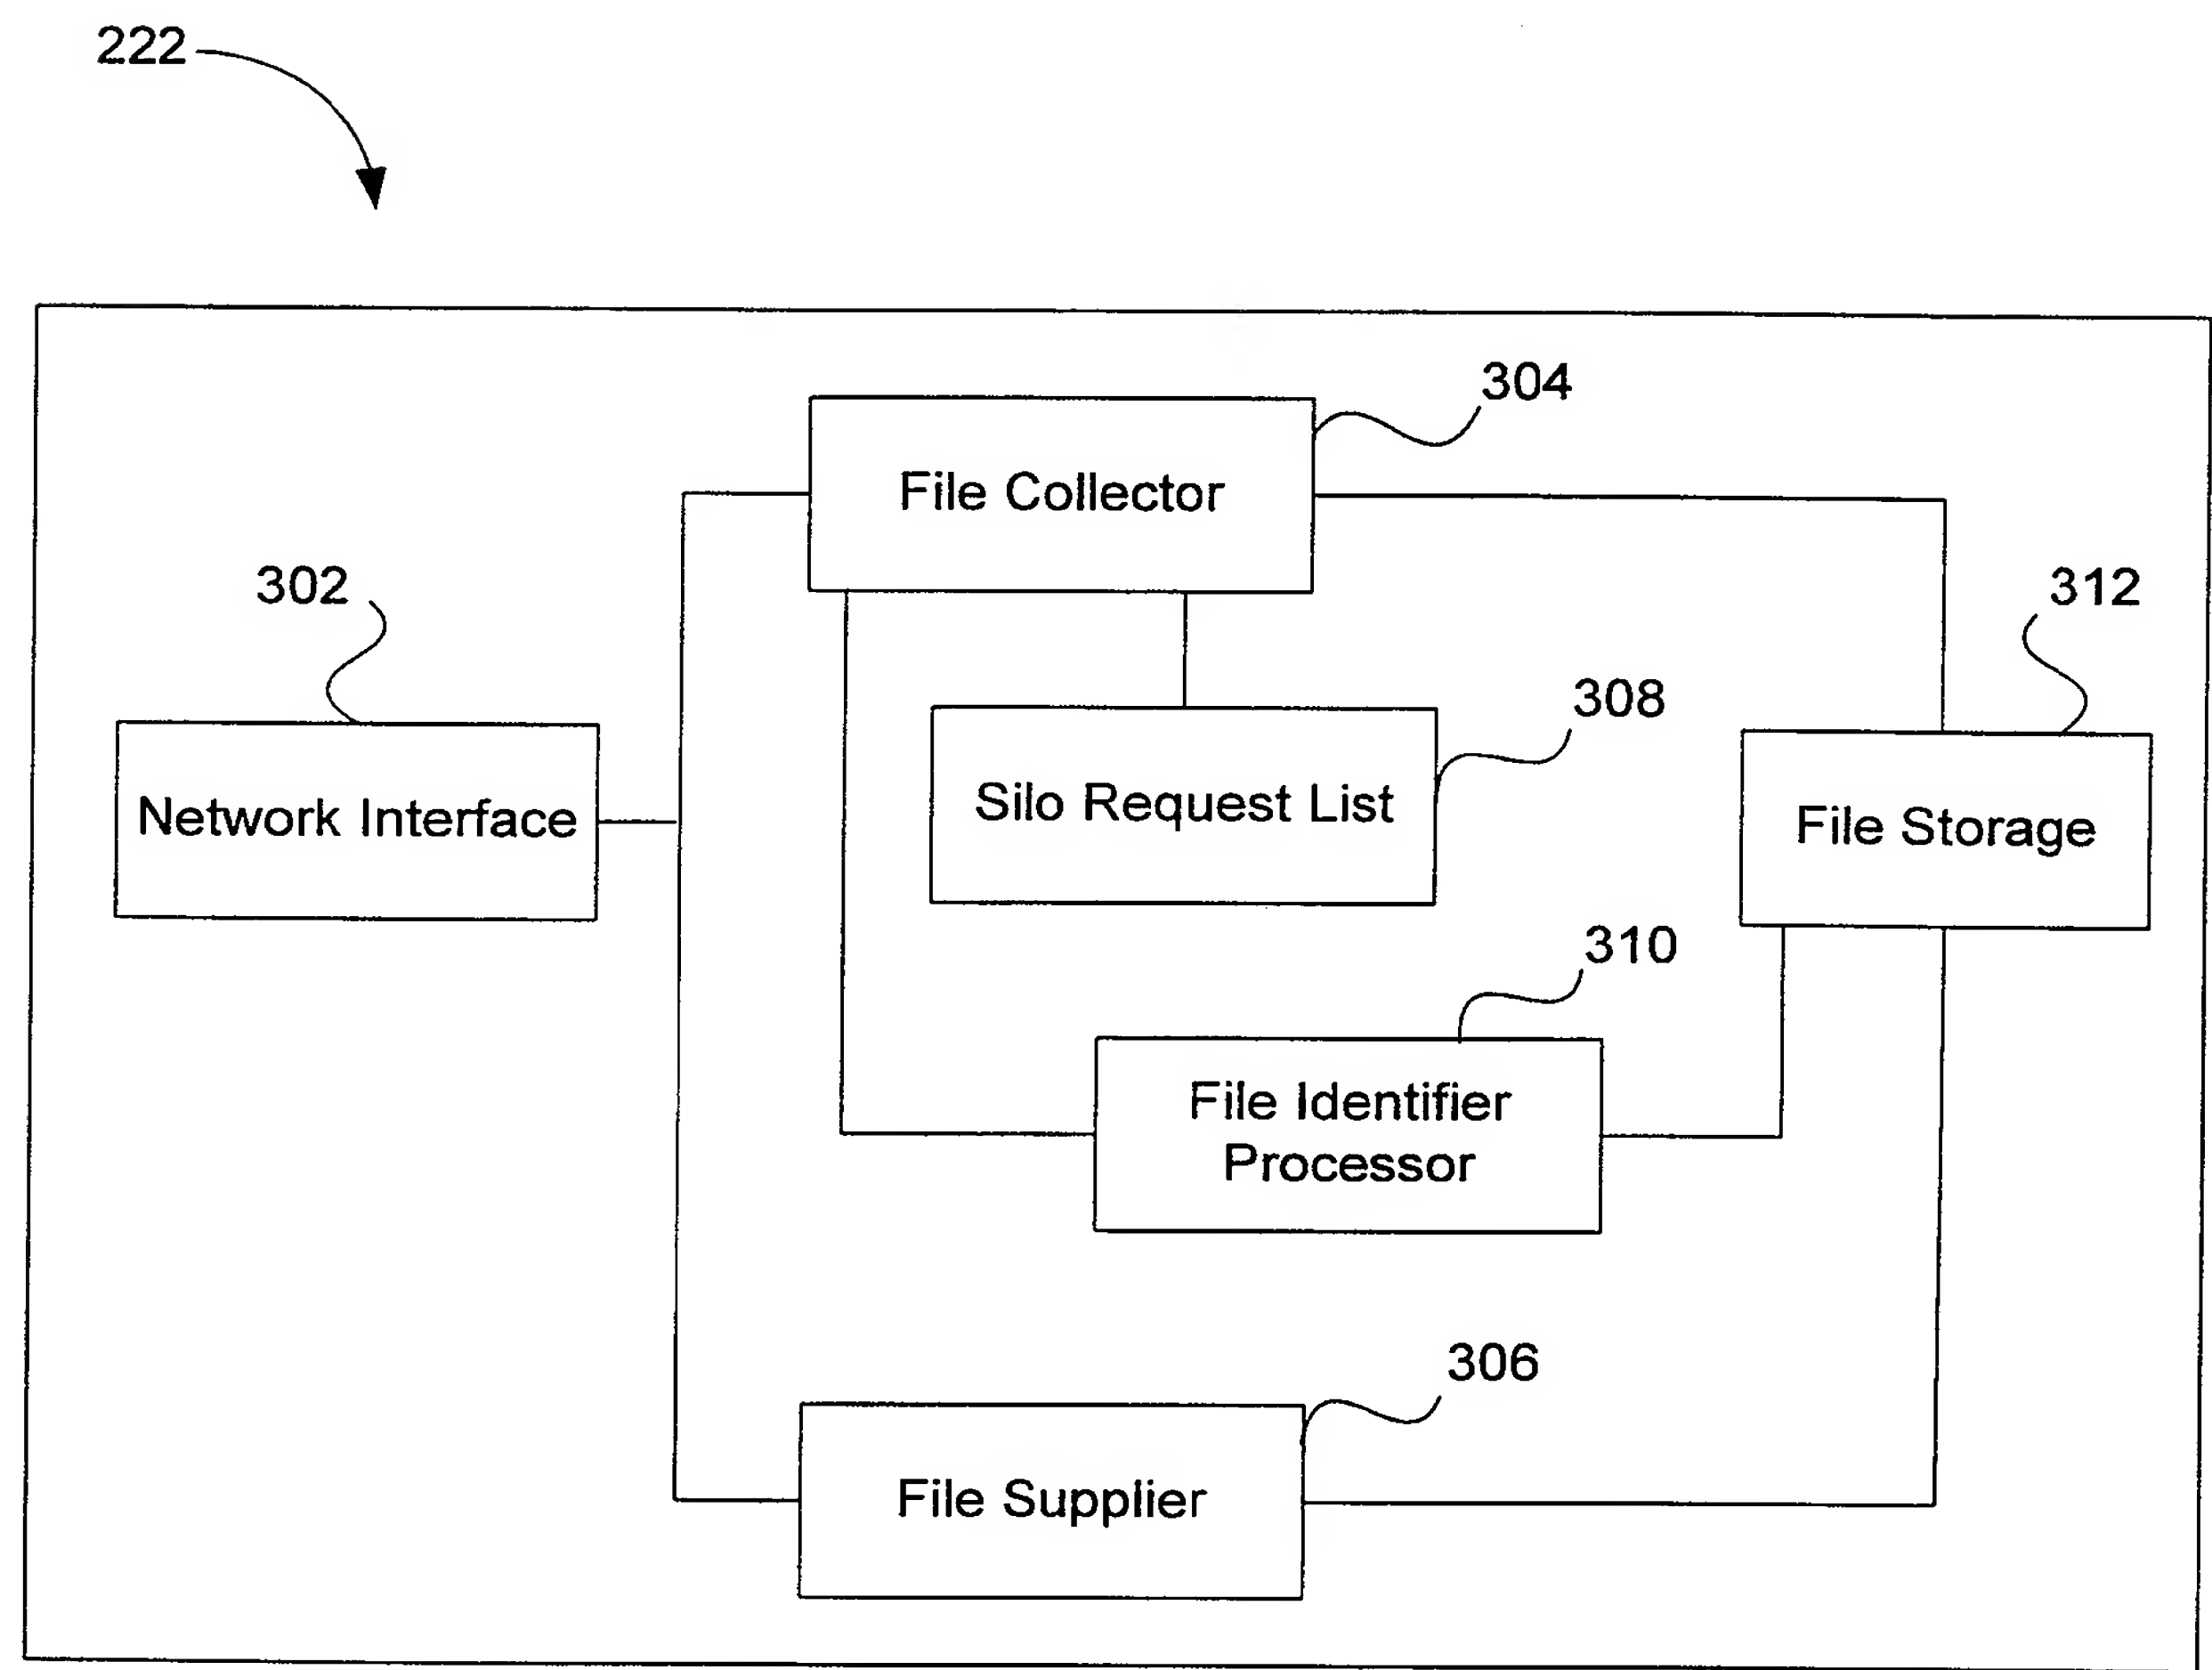 222
304
File Collector
302
312
308
Network Interface
Silo Request List
File Storage
310
File Identifier
Processor
306
File Supplier